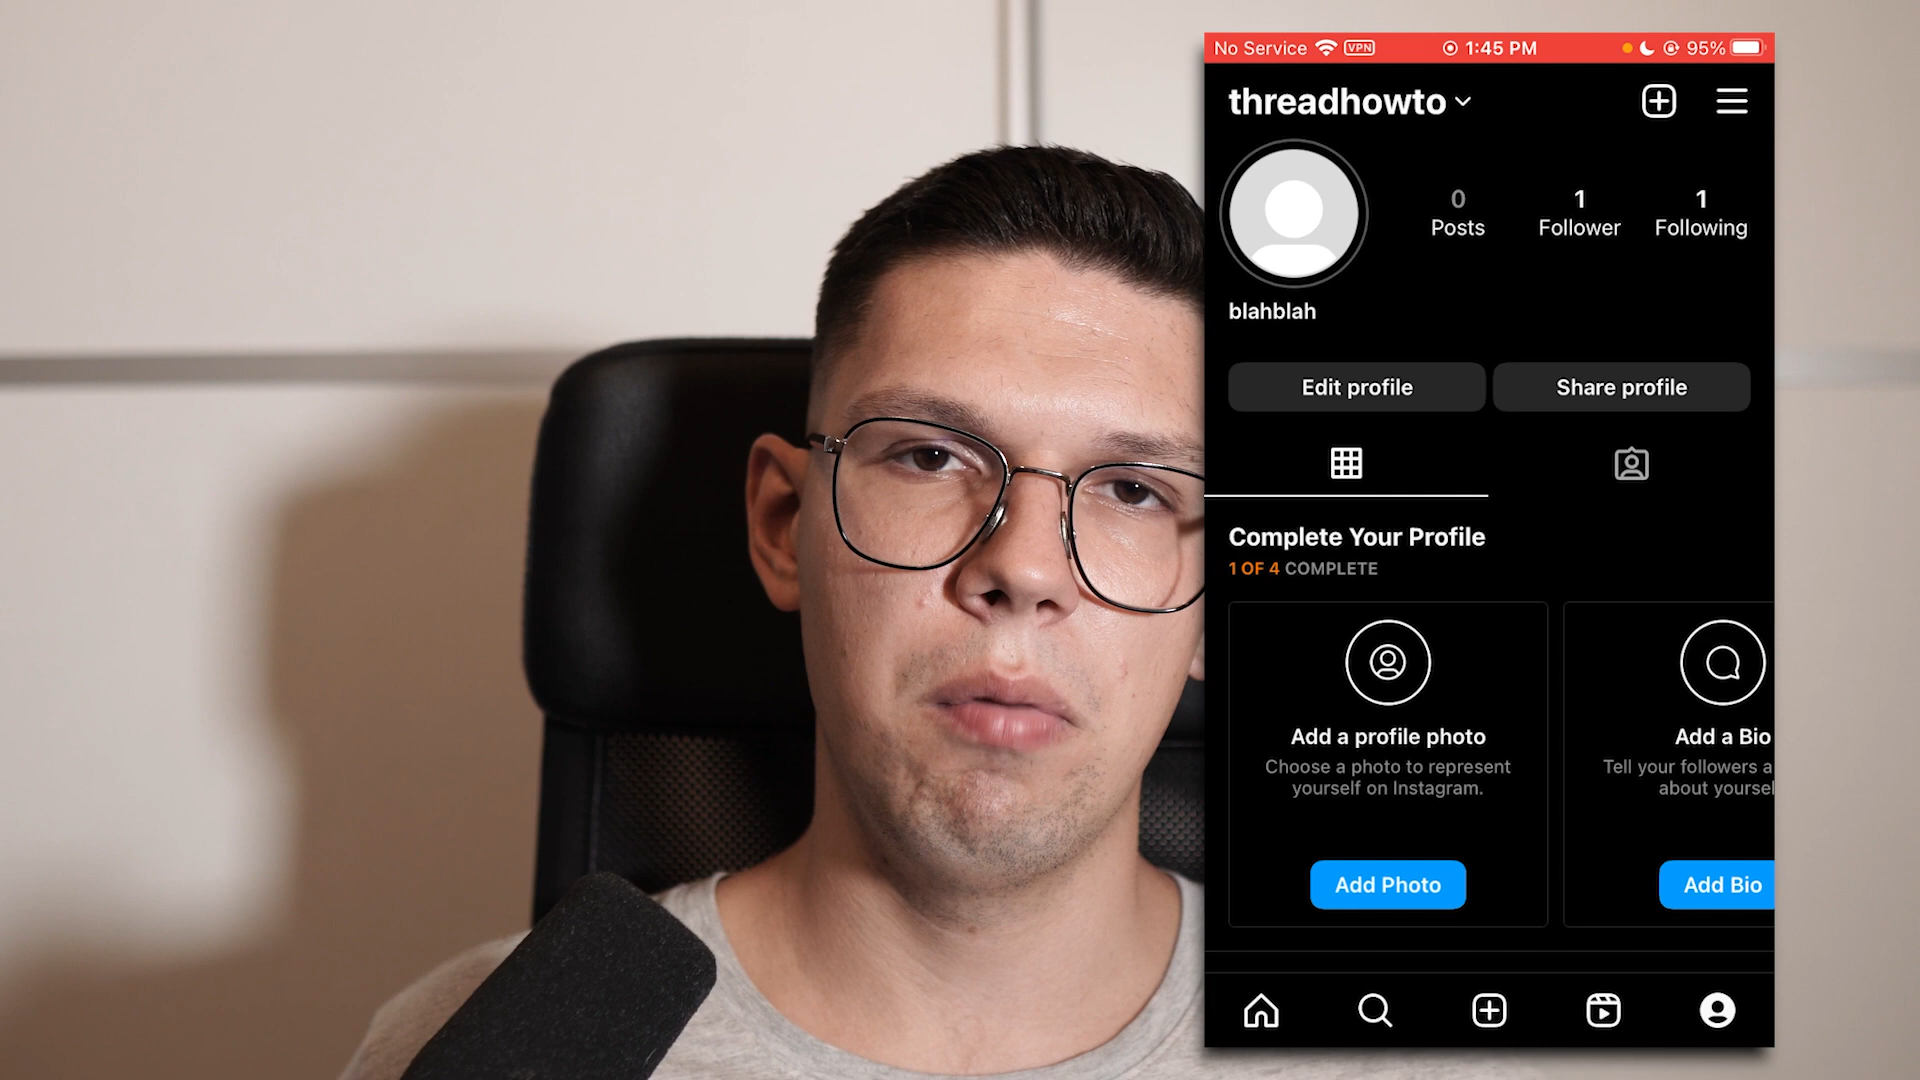 No Service VPN 1:45 PM 95%
threadhowto
0 1 1
Posts Follower Following
blahblah
Edit profile Share profile
Complete Your Profile
1 OF 4 COMPLETE
Add a profile photo
Choose a photo to represent
yourself on Instagram.
Add Photo
Add a Bio
Tell your followers a
about yoursel
Add Bio